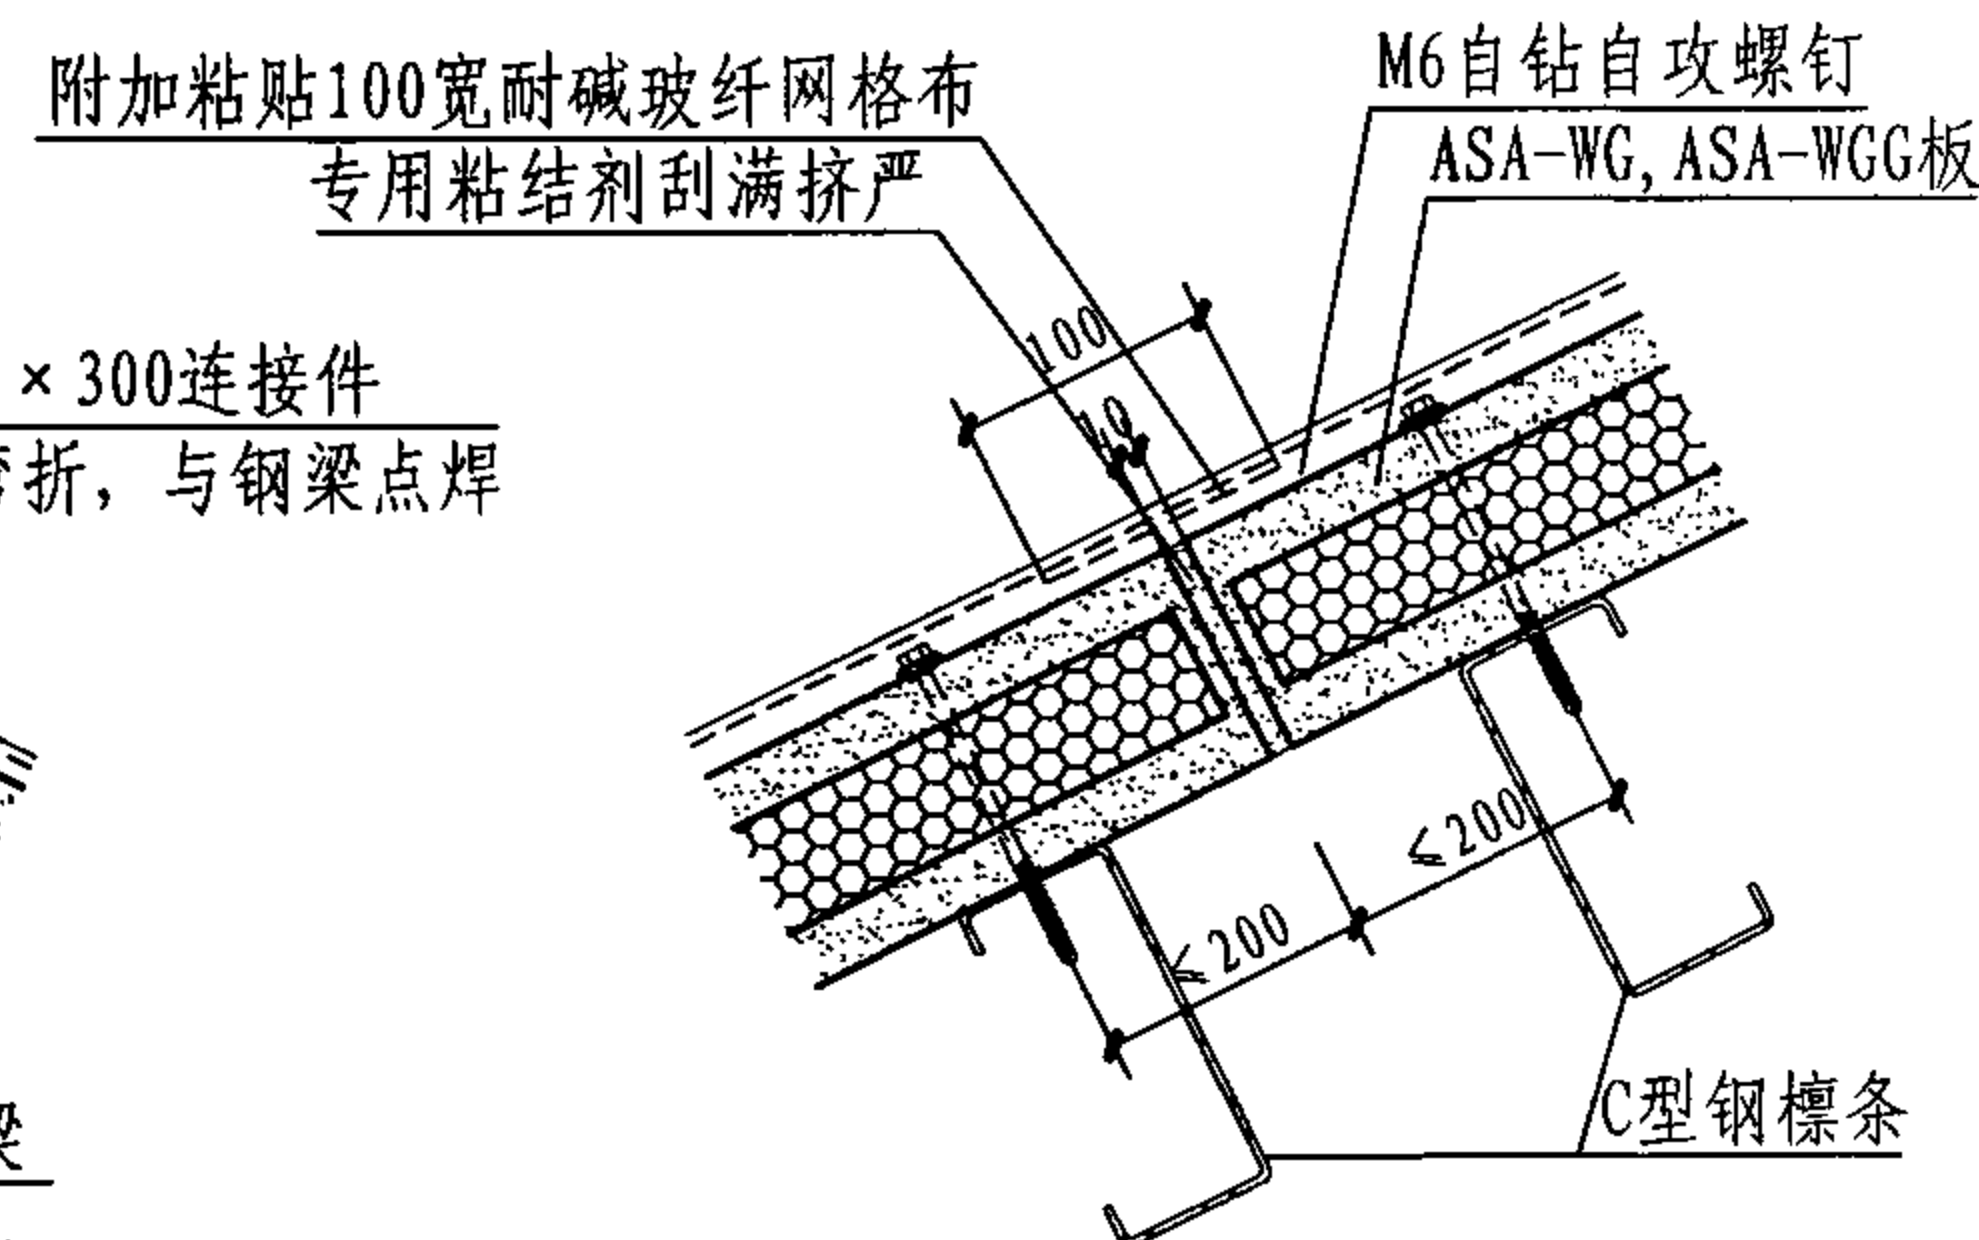 附加粘贴100宽耐碱玻纤网格布
专用粘结剂刮满挤严
M6自钻自攻螺钉
ASA-WG, ASA-WGG板
× 300连接件
弯折，与钢梁点焊
100
10
≤200
≤200
C型钢檩条
梁